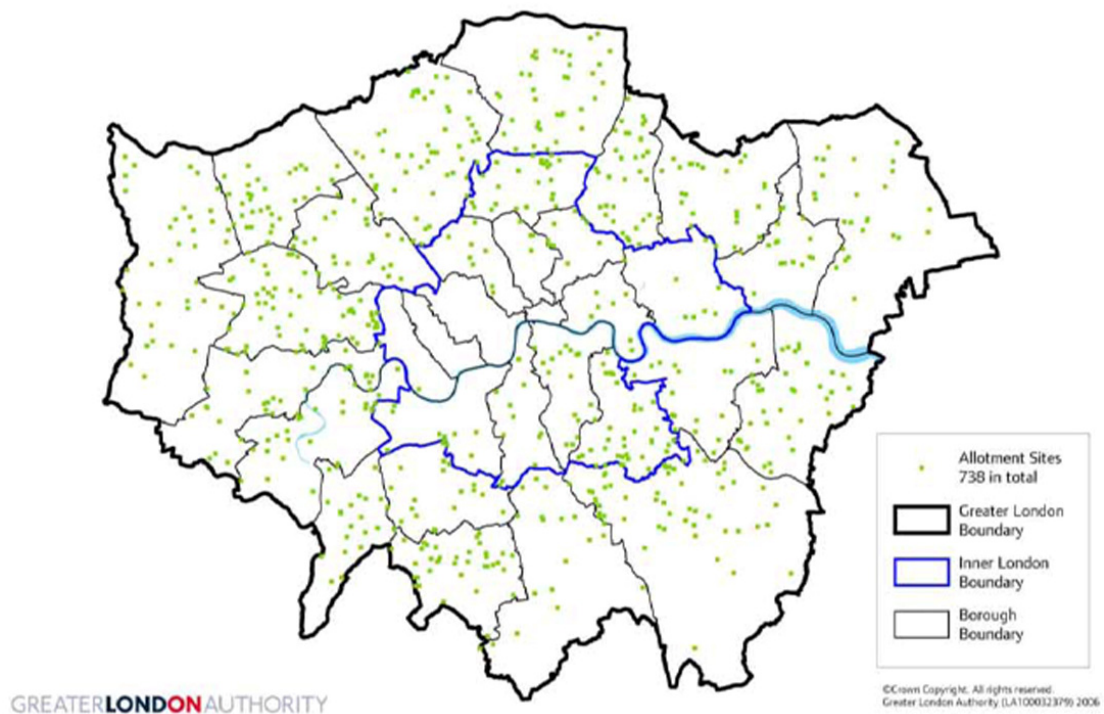 Allotment Sites
738 in total
Greater London
Boundary
Inner London
Boundary
Borough
Boundary
GREATERLONDONAUTHORITY
©Crown Copyright. All rights reserved.
Greater London Authority (LA100032379) 2006